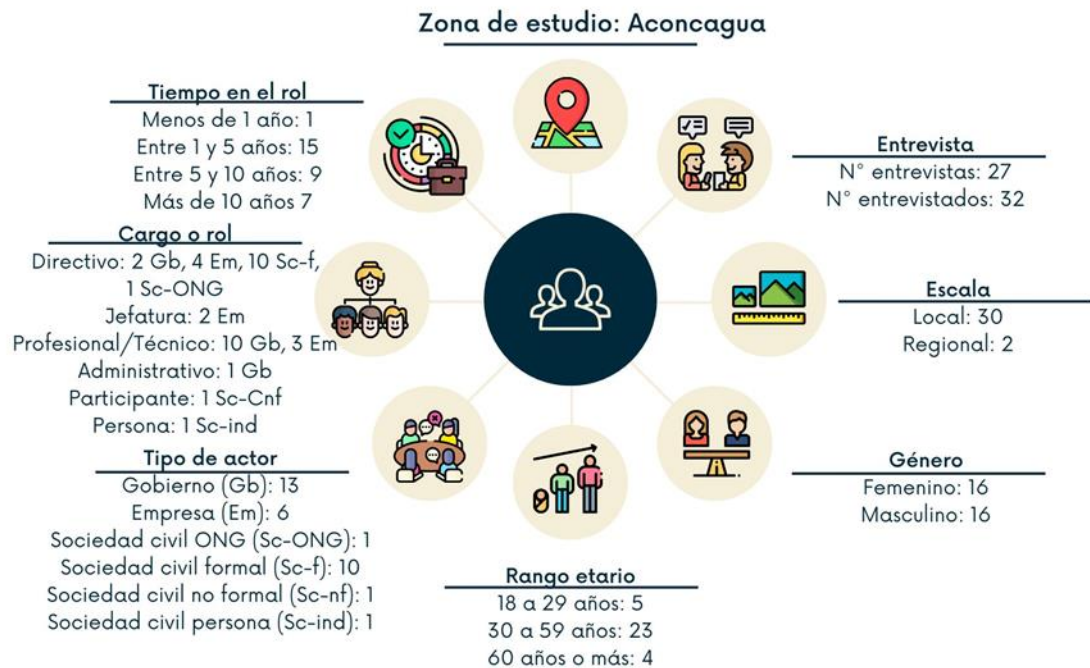 Zona de estudio: Aconcagua
Tiempo en el rol
Menos de 1 año: 1
Entre 1 y 5 años: 15
Entre 5 y 10 años: 9
Más de 10 años 7
Cargo o rol
Directivo: 2 Gb, 4 Em, 10 Sc-f,
1 Sc-ONG
Jefatura: 2 Em
Profesional/Técnico: 10 Gb, 3 Em
Administrativo: 1 Gb
Participante: 1 Sc-Cnf
Persona: 1 Sc-ind
Tipo de actor
Gobierno (Gb): 13
Empresa (Em): 6
Sociedad civil ONG (Sc-ONG): 1
Sociedad civil formal (Sc-f): 10
Sociedad civil no formal (Sc-nf): 1
Sociedad civil persona (Sc-ind): 1
Rango etario
18 a 29 años: 5
30 a 59 años: 23
60 años o más: 4
Entrevista
N° entrevistas: 27
N° entrevistados: 32
Escala
Local: 30
Regional: 2
Género
Femenino: 16
Masculino: 16